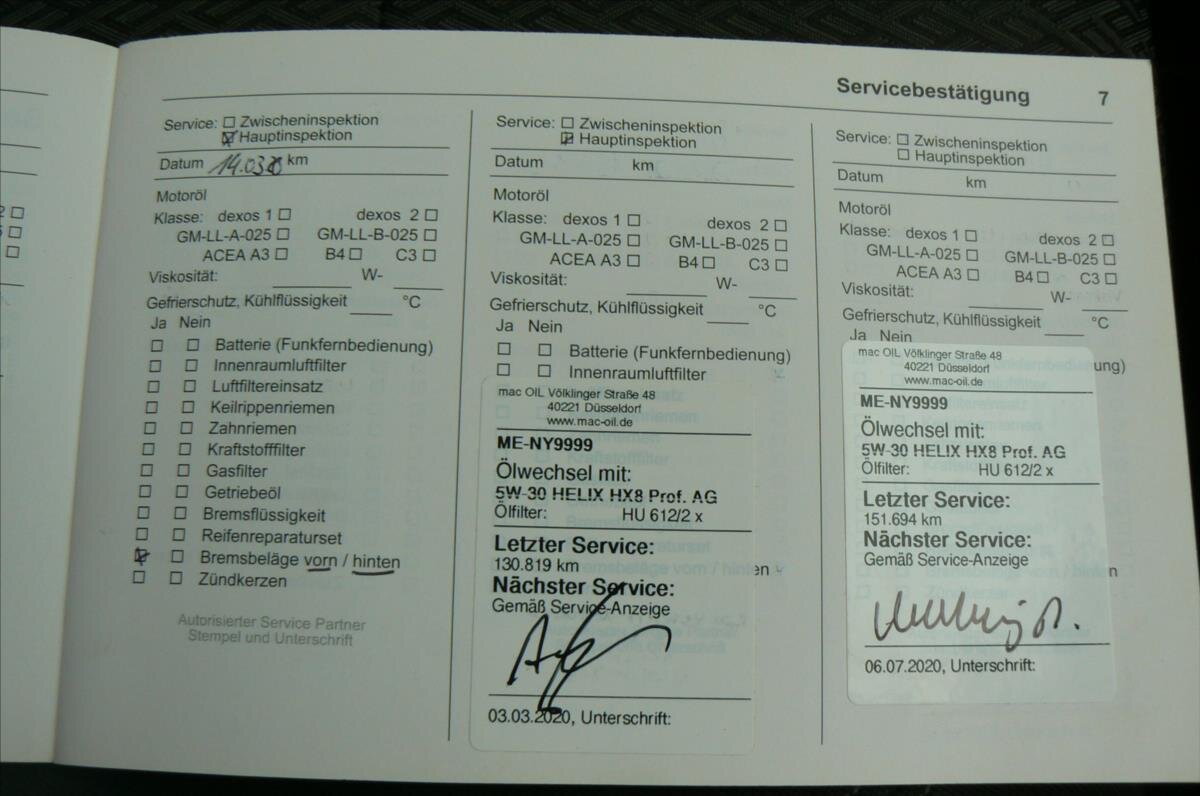 Servicebestätigung 7
Service: ☐ Zwischeninspektion
☒ Hauptinspektion
Datum 14.03 km
Motoröl
Klasse: dexos 1 ☐ dexos 2 ☐
GM-LL-A-025 ☐ GM-LL-B-025 ☐
ACEA A3 ☐ B4 ☐ C3 ☐
Viskosität: ____ W- ____
Gefrierschutz, Kühlflüssigkeit ____ °C
Ja Nein
☐ ☐ Batterie (Funkfernbedienung)
☐ ☐ Innenraumluftfilter
☐ ☐ Luftfiltereinsatz
☐ ☐ Keilrippenriemen
☐ ☐ Zahnriemen
☐ ☐ Kraftstofffilter
☐ ☐ Gasfilter
☐ ☐ Getriebeöl
☐ ☐ Bremsflüssigkeit
☐ ☐ Reifenreparaturset
☒ ☐ Bremsbeläge vorn / hinten
☐ ☐ Zündkerzen
Autorisierter Service Partner
Stempel und Unterschrift
Service: ☐ Zwischeninspektion
☒ Hauptinspektion
Datum km
Motoröl
Klasse: dexos 1 ☐ dexos 2 ☐
GM-LL-A-025 ☐ GM-LL-B-025 ☐
ACEA A3 ☐ B4 ☐ C3 ☐
Viskosität: ____ W- ____
Gefrierschutz, Kühlflüssigkeit ____ °C
Ja Nein
☐ ☐ Batterie (Funkfernbedienung)
☐ ☐ Innenraumluftfilter
mac OIL Völklinger Straße 48
40221 Düsseldorf
www.mac-oil.de
ME-NY9999
Ölwechsel mit:
5W-30 HELIX HX8 Prof. AG
Ölfilter: HU 612/2 x
Letzter Service:
130.819 km
Nächster Service:
Gemäß Service-Anzeige
03.03.2020, Unterschrift:
Service: ☐ Zwischeninspektion
☐ Hauptinspektion
Datum km
Motoröl
Klasse: dexos 1 ☐ dexos 2 ☐
GM-LL-A-025 ☐ GM-LL-B-025 ☐
ACEA A3 ☐ B4 ☐ C3 ☐
Viskosität: ____ W- ____
Gefrierschutz, Kühlflüssigkeit ____ °C
Ja Nein
mac OIL Völklinger Straße 48
40221 Düsseldorf
www.mac-oil.de
ME-NY9999
Ölwechsel mit:
5W-30 HELIX HX8 Prof. AG
Ölfilter: HU 612/2 x
Letzter Service:
151.694 km
Nächster Service:
Gemäß Service-Anzeige
06.07.2020, Unterschrift: